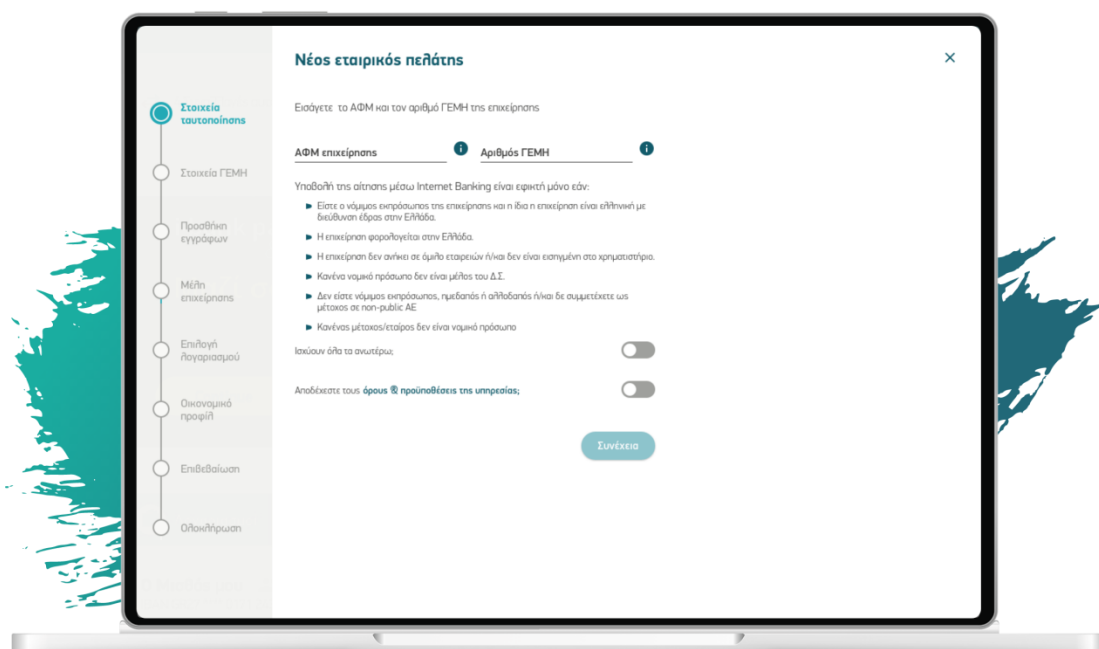 Νέος εταιρικός πελάτης
Στοιχεία
ταυτοποίησης
Στοιχεία ΓΕΜΗ
Προσθήκη
εγγράφων
Μέλη
επιχείρησης
Επιλογή
λογαριασμού
Οικονομικό
προφίλ
Επιβεβαίωση
Ολοκλήρωση
Εισάγετε το ΑΦΜ και τον αριθμό ΓΕΜΗ της επιχείρησης
ΑΦΜ επιχείρησης
Αριθμός ΓΕΜΗ
Υποβολή της αίτησης μέσω Internet Banking είναι εφικτή μόνο εάν:
Είστε ο νόμιμος εκπρόσωπος της επιχείρησης και η ίδια η επιχείρηση είναι ελληνική με
διεύθυνση έδρας στην Ελλάδα.
Η επιχείρηση φορολογείται στην Ελλάδα.
Η επιχείρηση δεν ανήκει σε όμιλο εταιρειών ή/και δεν είναι εισηγμένη στο χρηματιστήριο.
Κανένα νομικό πρόσωπο δεν είναι μέλος του Δ.Σ.
Δεν είστε νόμιμος εκπρόσωπος, ημεδαπός ή αλλοδαπός ή/και δε συμμετέχετε ως
μέτοχος σε non-public ΑΕ
Κανένας μέτοχος/εταίρος δεν είναι νομικό πρόσωπο
Ισχύουν όλα τα ανωτέρω;
Αποδέχεστε τους όρους & προϋποθέσεις της υπηρεσίας;
Συνέχεια